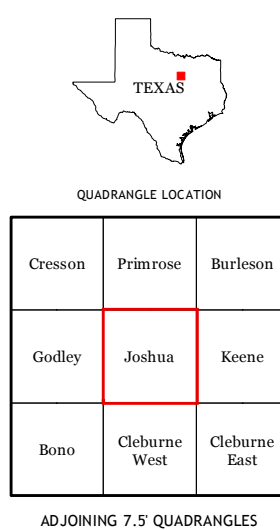 TEXAS
QUADRANGLE LOCATION
Cresson Primrose Burleson
Godley Joshua Keene
Bono Cleburne West Cleburne East
ADJOINING 7.5' QUADRANGLES